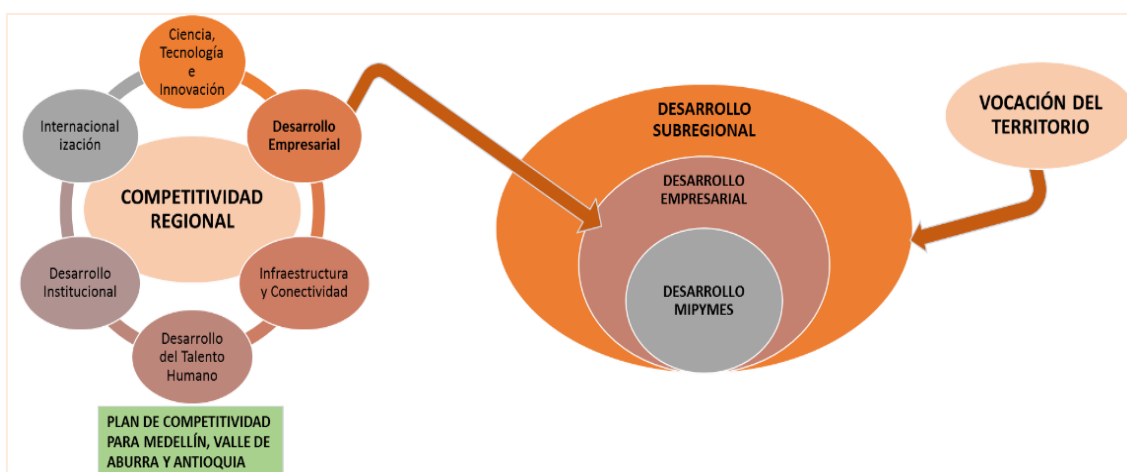 Ciencia,
Tecnología
e
Innovación
Internacional
ización
Desarrollo
Empresarial
COMPETITIVIDAD
REGIONAL
Desarrollo
Institucional
Infraestructura
y Conectividad
Desarrollo
del Talento
Humano
PLAN DE COMPETITIVIDAD
PARA MEDELLÍN, VALLE DE
ABURRA Y ANTIOQUIA
DESARROLLO
SUBREGIONAL
DESARROLLO
EMPRESARIAL
DESARROLLO
MIPYMES
VOCACIÓN DEL
TERRITORIO